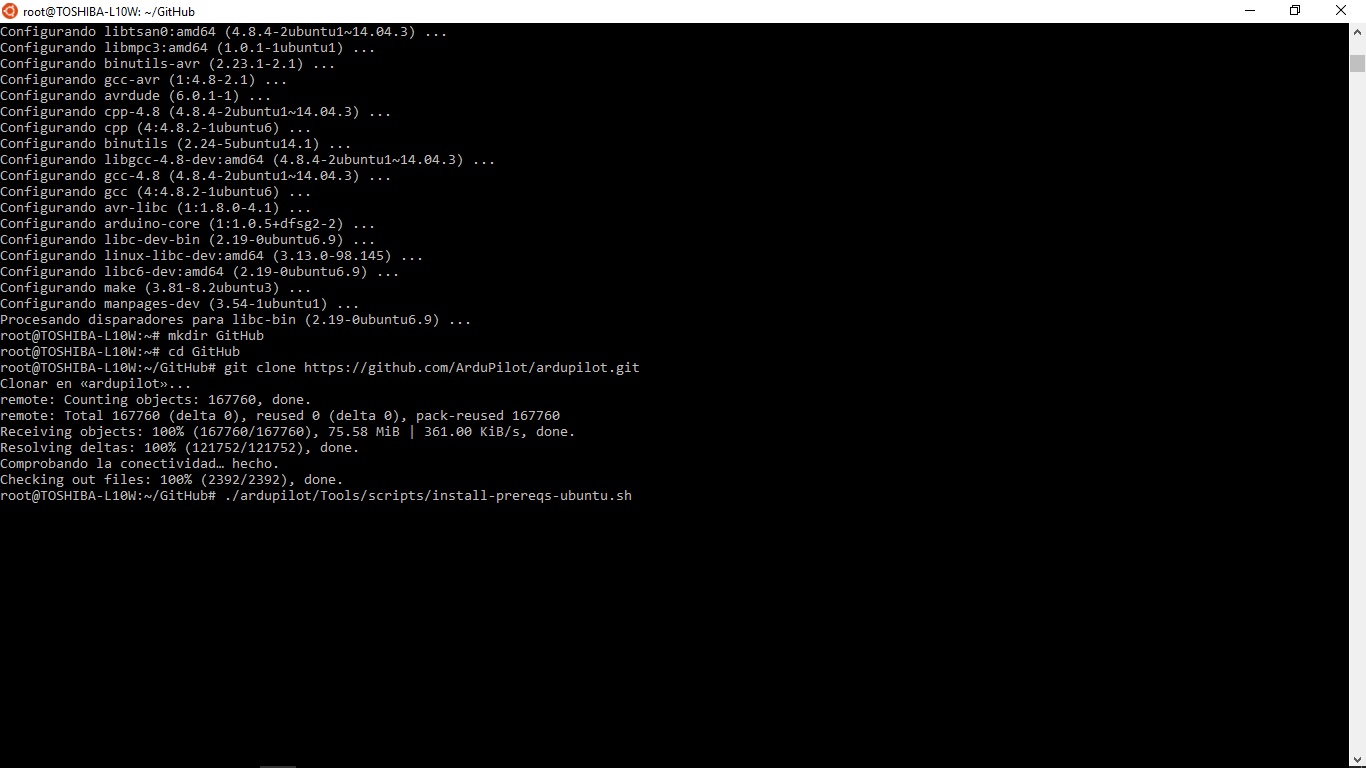 root@TOSHIBA-L10W: ~/GitHub
Configurando libtsan0:amd64 (4.8.4-2ubuntu1~14.04.3) ...
Configurando libmpc3:amd64 (1.0.1-1ubuntu1) ...
Configurando binutils-avr (2.23.1-2.1) ...
Configurando gcc-avr (1:4.8-2.1) ...
Configurando avrdude (6.0.1-1) ...
Configurando cpp-4.8 (4.8.4-2ubuntu1~14.04.3) ...
Configurando cpp (4:4.8.2-1ubuntu6) ...
Configurando binutils (2.24-5ubuntu14.1) ...
Configurando libgcc-4.8-dev:amd64 (4.8.4-2ubuntu1~14.04.3) ...
Configurando gcc-4.8 (4.8.4-2ubuntu1~14.04.3) ...
Configurando gcc (4:4.8.2-1ubuntu6) ...
Configurando avr-libc (1:1.8.0-4.1) ...
Configurando arduino-core (1:1.0.5+dfsg2-2) ...
Configurando libc-dev-bin (2.19-0ubuntu6.9) ...
Configurando linux-libc-dev:amd64 (3.13.0-98.145) ...
Configurando libc6-dev:amd64 (2.19-0ubuntu6.9) ...
Configurando make (3.81-8.2ubuntu3) ...
Configurando manpages-dev (3.54-1ubuntu1) ...
Procesando disparadores para libc-bin (2.19-0ubuntu6.9) ...
root@TOSHIBA-L10W:~# mkdir GitHub
root@TOSHIBA-L10W:~# cd GitHub
root@TOSHIBA-L10W:~/GitHub# git clone https://github.com/ArduPilot/ardupilot.git
Clonar en «ardupilot»...
remote: Counting objects: 167760, done.
remote: Total 167760 (delta 0), reused 0 (delta 0), pack-reused 167760
Receiving objects: 100% (167760/167760), 75.58 MiB | 361.00 KiB/s, done.
Resolving deltas: 100% (121752/121752), done.
Comprobando la conectividad… hecho.
Checking out files: 100% (2392/2392), done.
root@TOSHIBA-L10W:~/GitHub# ./ardupilot/Tools/scripts/install-prereqs-ubuntu.sh